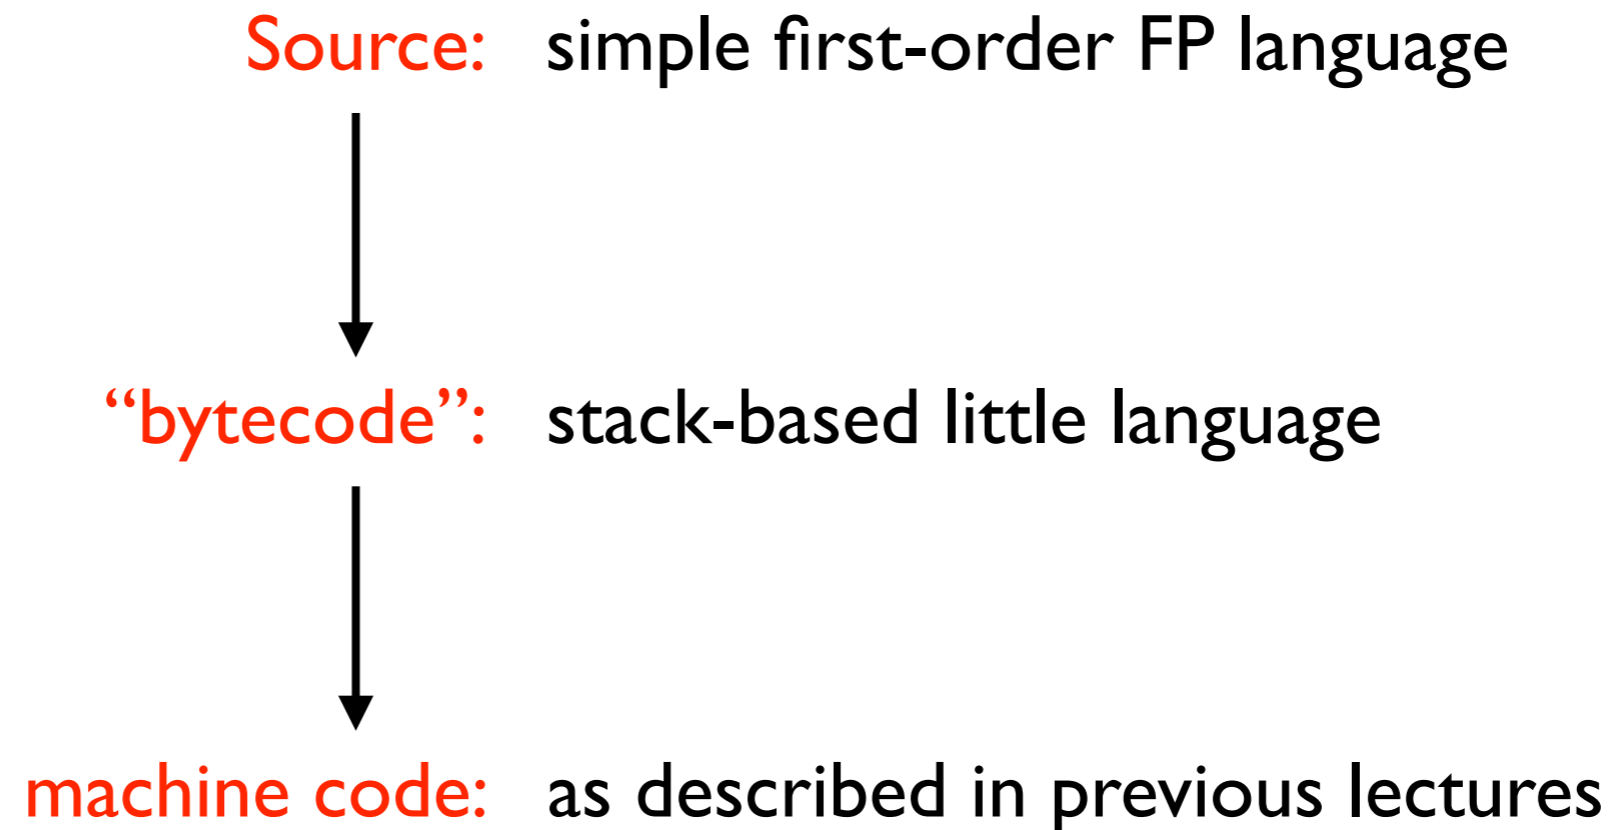 Source: simple first-order FP language
“bytecode”: stack-based little language
machine code: as described in previous lectures